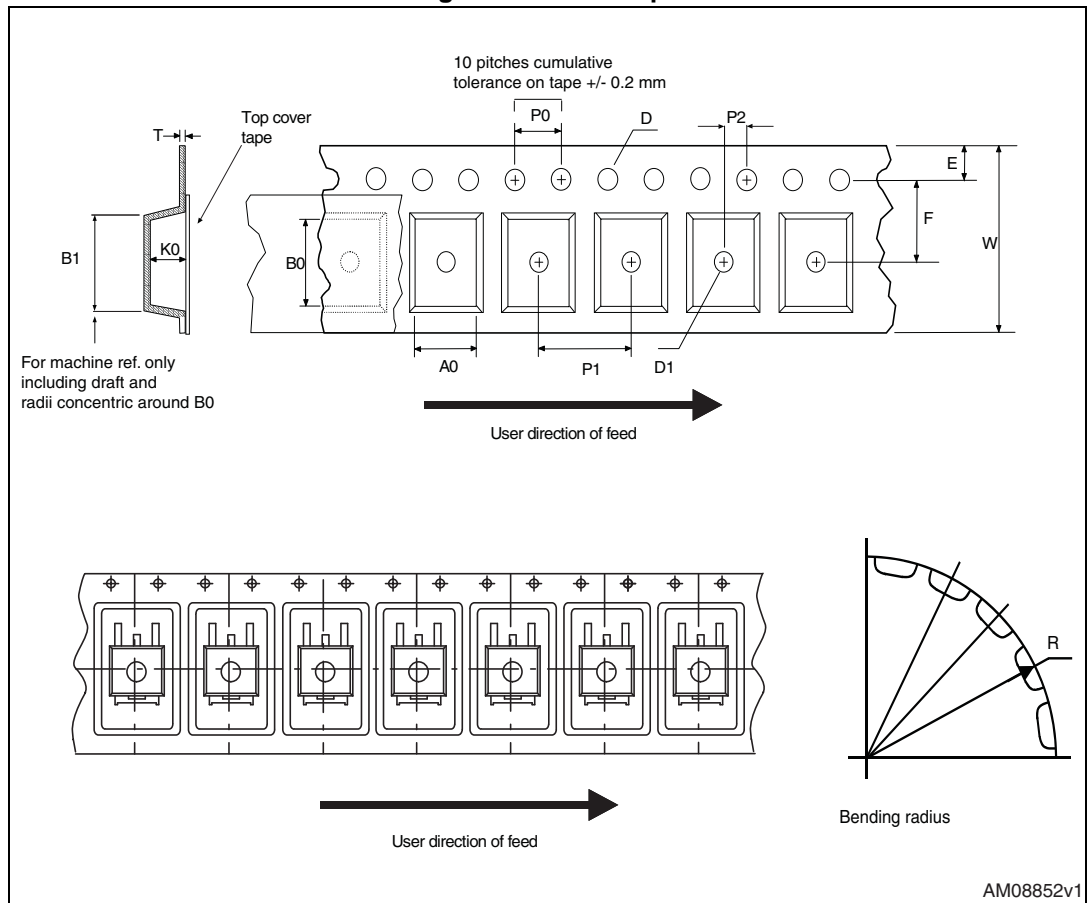 10 pitches cumulative
tolerance on tape +/- 0.2 mm
T
Top cover
tape
P0
D
P2
E
F
W
B1
K0
B0
For machine ref. only
including draft and
radii concentric around B0
A0
P1
D1
User direction of feed
R
Bending radius
User direction of feed
AM08852v1